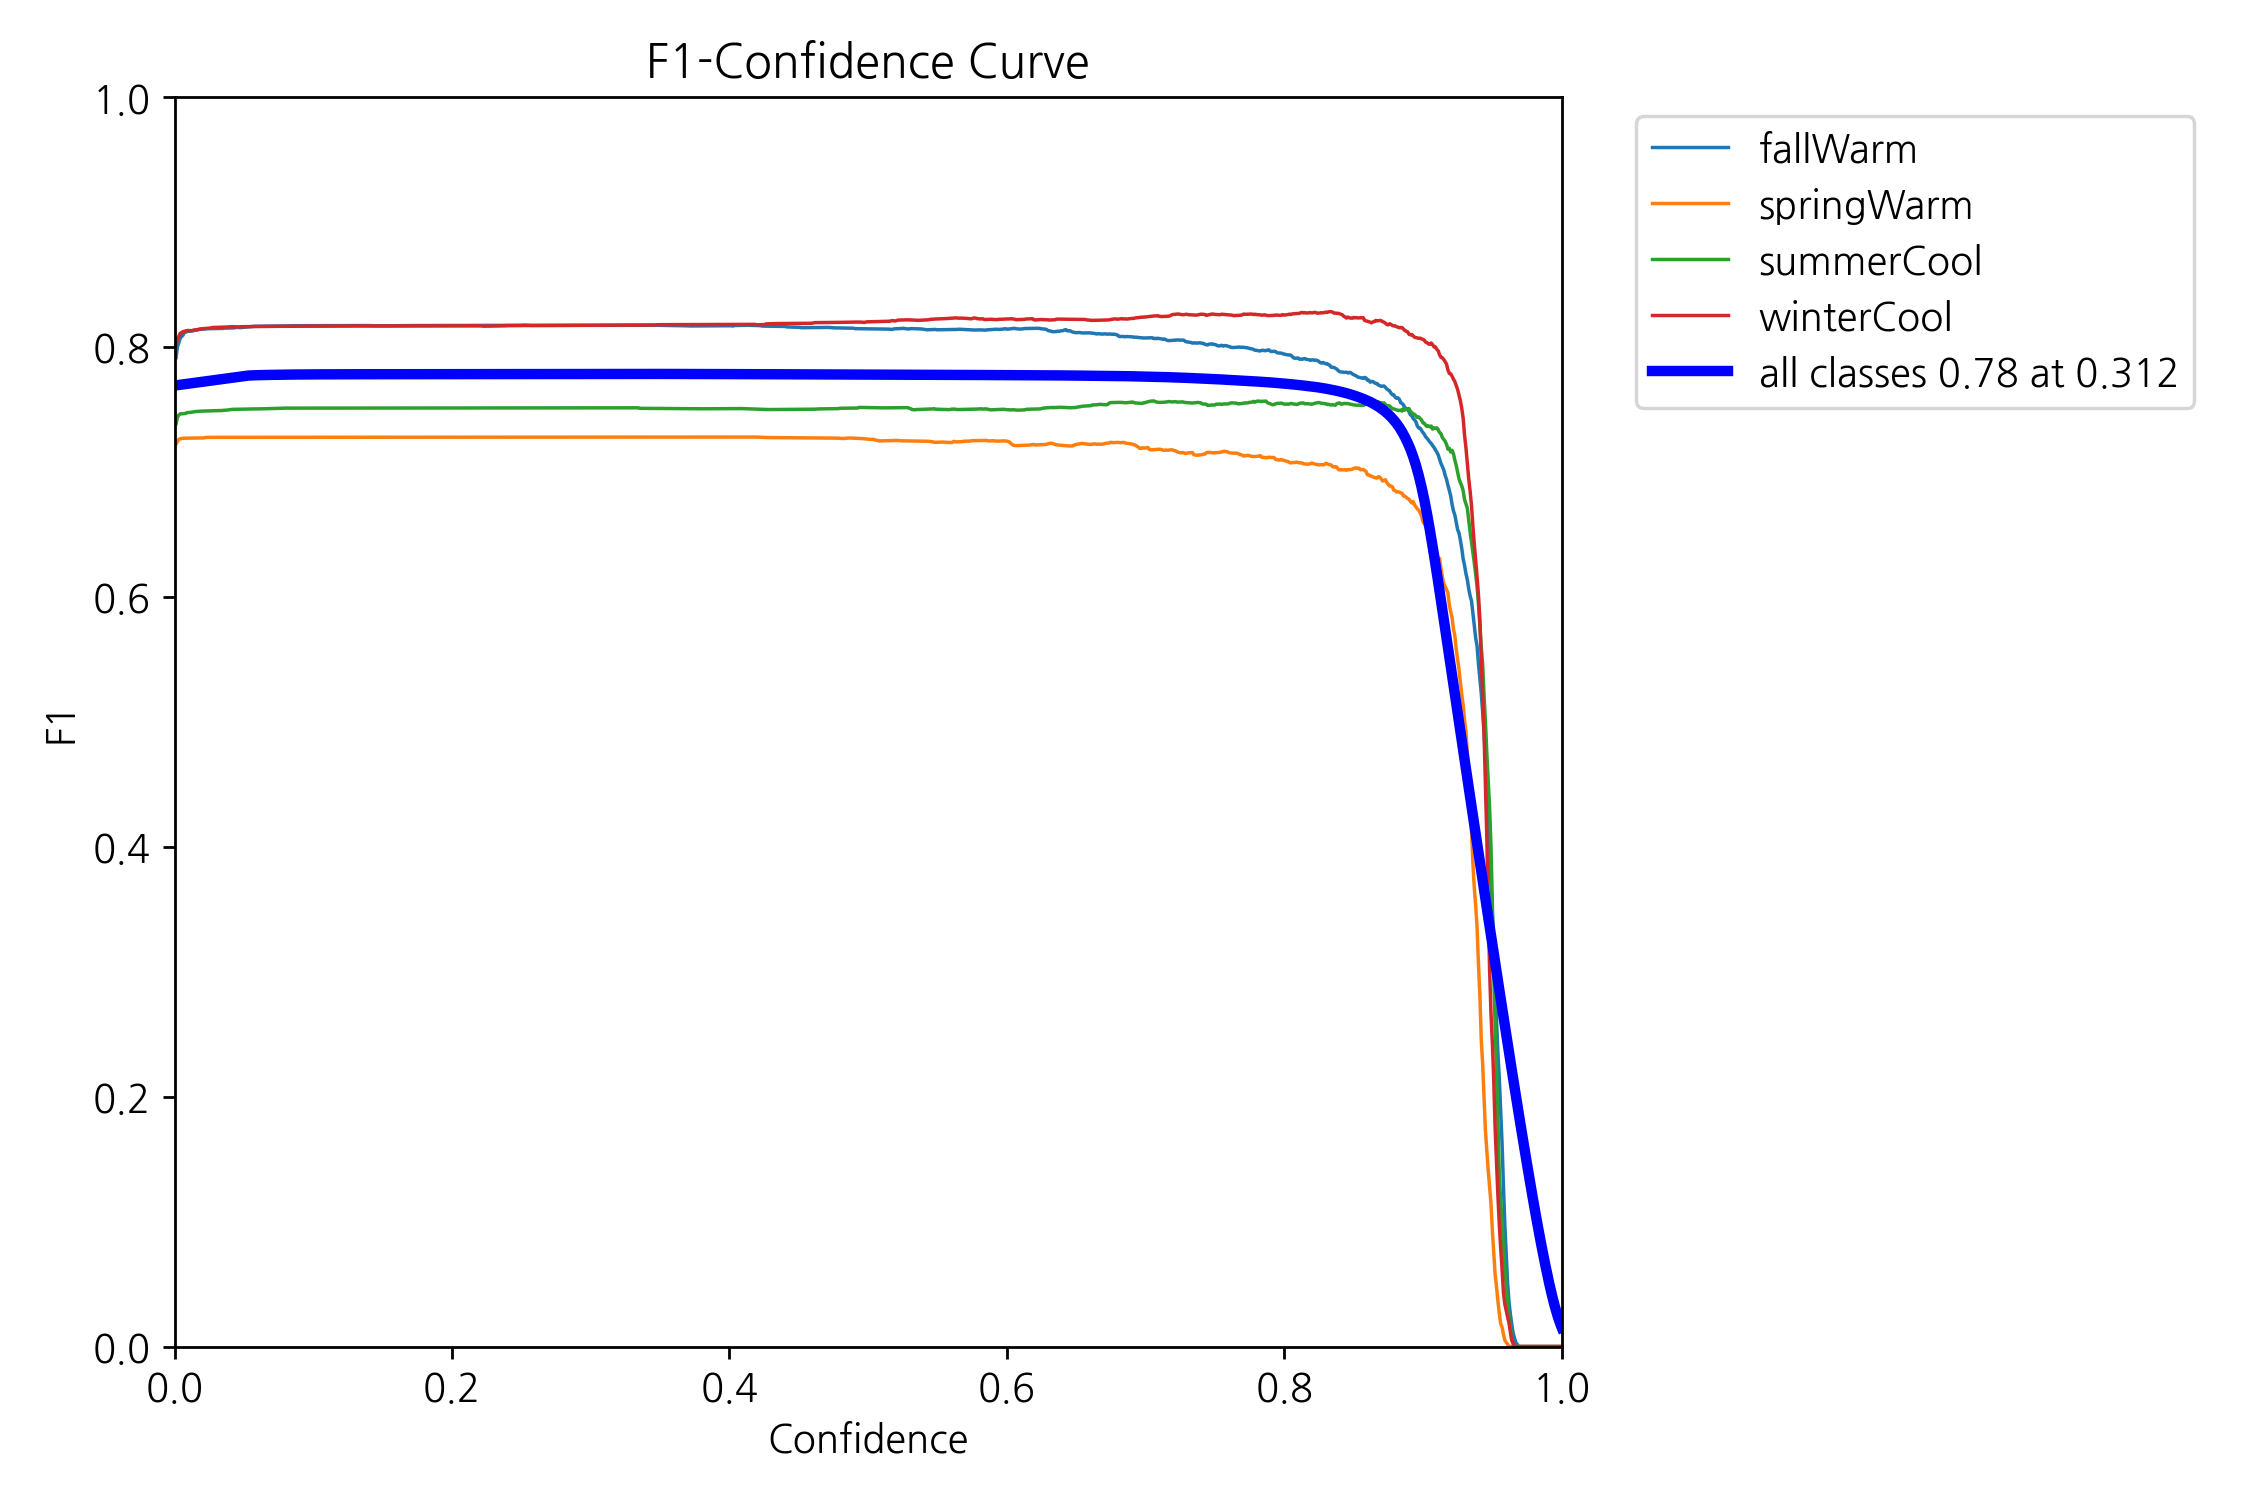 F1-Confidence Curve
1.0
0.8
0.6
0.4
0.2
0.0
F1
0.0 0.2 0.4 0.6 0.8 1.0
Confidence
fallWarm
springWarm
summerCool
winterCool
all classes 0.78 at 0.312